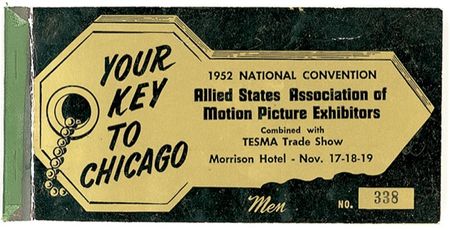 YOUR
KEY
TO
CHICAGO
1952 NATIONAL CONVENTION
Allied States Association of
Motion Picture Exhibitors
Combined with
TESMA Trade Show
Morrison Hotel - Nov. 17-18-19
Men
NO. 338